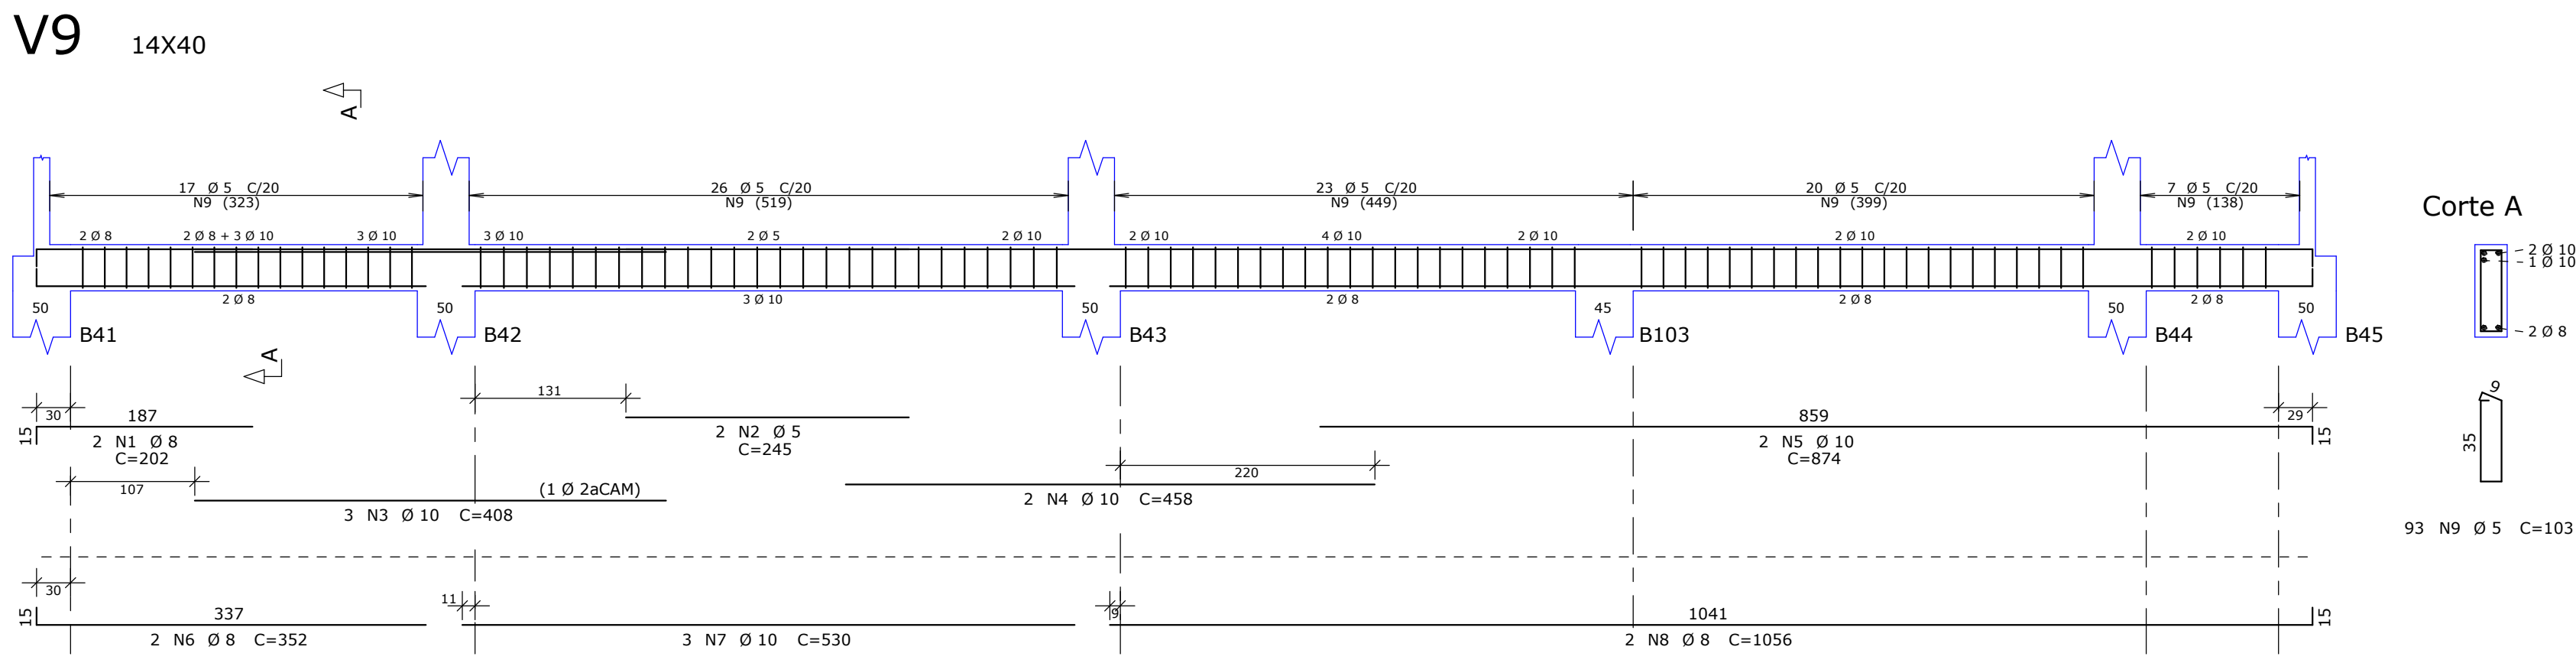 V9 14X40
A
17 Ø 5 C/20
N9 (323)
26 Ø 5 C/20
N9 (519)
23 Ø 5 C/20
N9 (449)
20 Ø 5 C/20
N9 (399)
7 Ø 5 C/20
N9 (138)
2 Ø 8
2 Ø 8 + 3 Ø 10
3 Ø 10
3 Ø 10
2 Ø 5
2 Ø 10
2 Ø 10
4 Ø 10
2 Ø 10
2 Ø 10
2 Ø 10
2 Ø 8
3 Ø 10
2 Ø 8
2 Ø 8
2 Ø 8
50
B41
50
B42
50
B43
45
B103
50
B44
50
B45
A
30
187
15
2 N1 Ø 8
C=202
131
2 N2 Ø 5
C=245
859
29
15
2 N5 Ø 10
C=874
107
(1 Ø 2aCAM)
3 N3 Ø 10 C=408
220
2 N4 Ø 10 C=458
30
15
337
2 N6 Ø 8 C=352
11
3 N7 Ø 10 C=530
9
1041
15
2 N8 Ø 8 C=1056
Corte A
2 Ø 10
1 Ø 10
2 Ø 8
9
35
93 N9 Ø 5 C=103